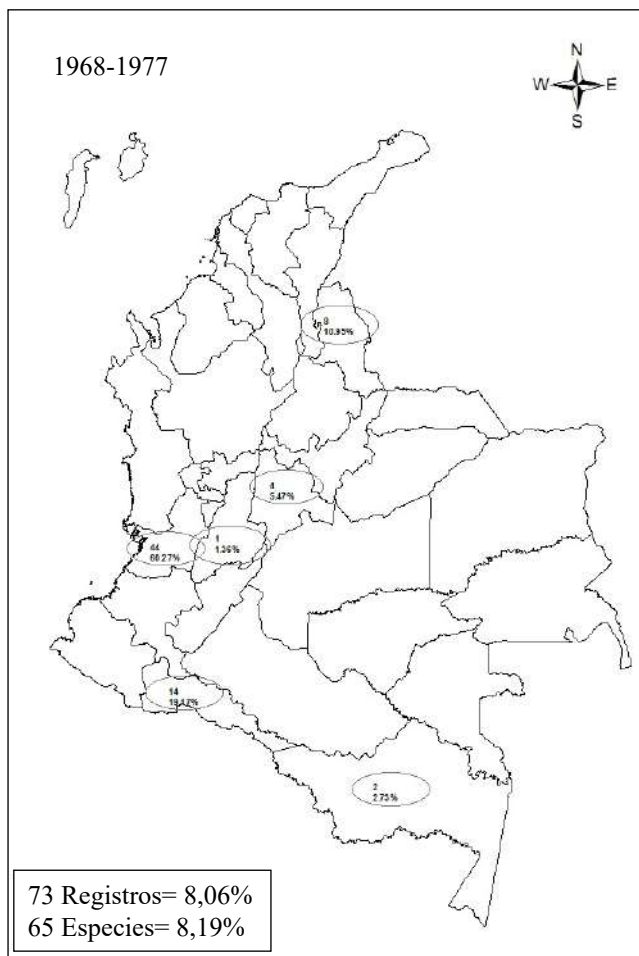 1968-1977
N
W E
S
8
10.95%
4
5.47%
44
60.27%
1
1.36%
14
19.17%
2
2.75%
73 Registros= 8,06%
65 Especies= 8,19%